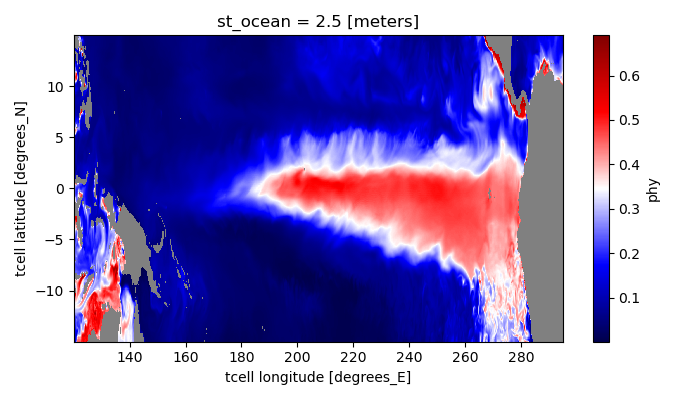 st_ocean = 2.5 [meters]
10
5
0
−5
−10
tcell latitude [degrees_N]
140 160 180 200 220 240 260 280
tcell longitude [degrees_E]
0.6
0.5
0.4
0.3
0.2
0.1
phy